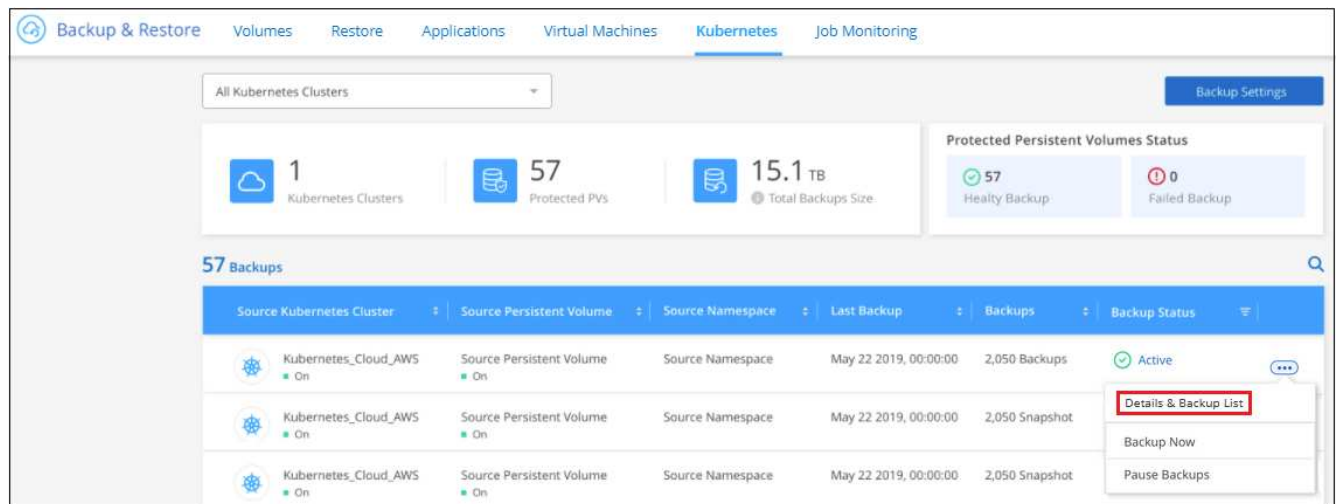 Backup & Restore Volumes Restore Applications Virtual Machines Kubernetes Job Monitoring
All Kubernetes Clusters Backup Settings
Protected Persistent Volumes Status
1 57 15.1 TB 57 0
Kubernetes Clusters Protected PVs Total Backups Size Healty Backup Failed Backup
57 Backups
Source Kubernetes Cluster Source Persistent Volume Source Namespace Last Backup Backups Backup Status
Kubernetes_Cloud_AWS Source Persistent Volume Source Namespace May 22 2019, 00:00:00 2,050 Backups Active
On On
Details & Backup List
Kubernetes_Cloud_AWS Source Persistent Volume Source Namespace May 22 2019, 00:00:00 2,050 Snapshot
On On
Backup Now
Kubernetes_Cloud_AWS Source Persistent Volume Source Namespace May 22 2019, 00:00:00 2,050 Snapshot Pause Backups
On On